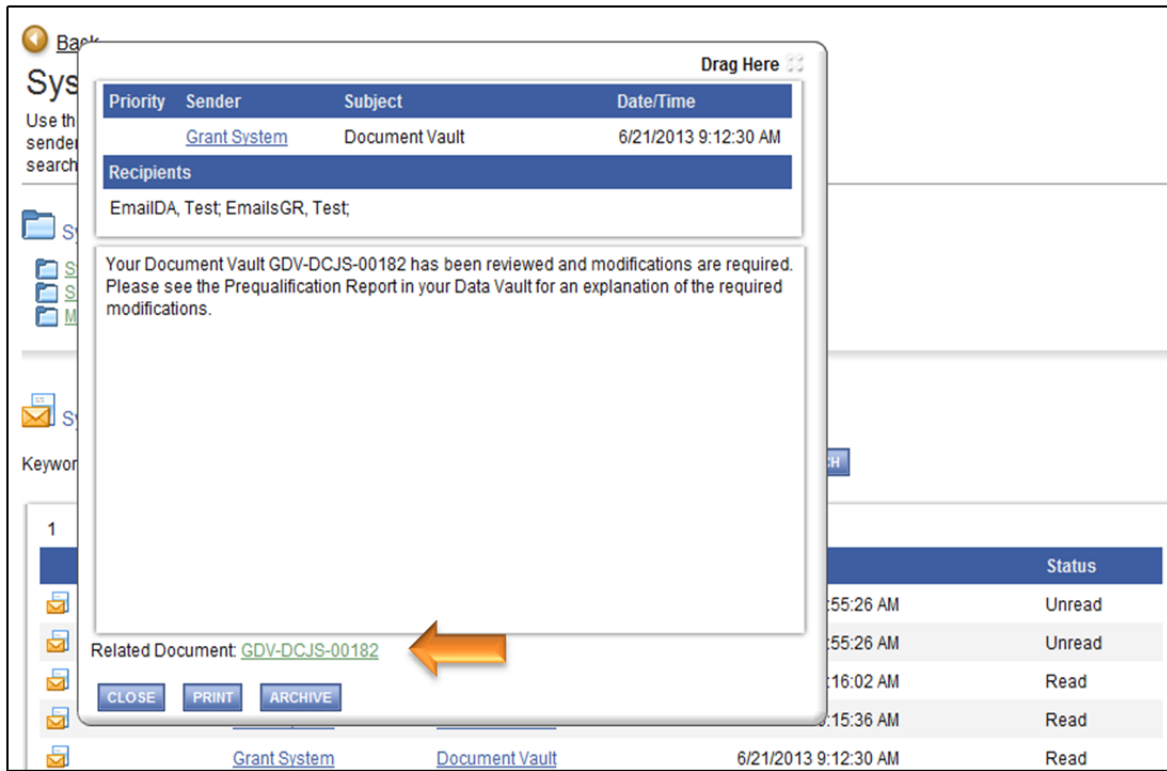 Back
Sys
Drag Here
Priority Sender Subject Date/Time
Grant System Document Vault 6/21/2013 9:12:30 AM
Recipients
EmailDA, Test; EmailsGR, Test;
Use th
sender
search
Sy
S
S
M
Your Document Vault GDV-DCJS-00182 has been reviewed and modifications are required.
Please see the Prequalification Report in your Data Vault for an explanation of the required
modifications.
Sy
Keywor
CH
1
Status
:55:26 AM Unread
:55:26 AM Unread
Related Document: GDV-DCJS-00182
:16:02 AM Read
CLOSE PRINT ARCHIVE
:15:36 AM Read
Grant System Document Vault 6/21/2013 9:12:30 AM Read